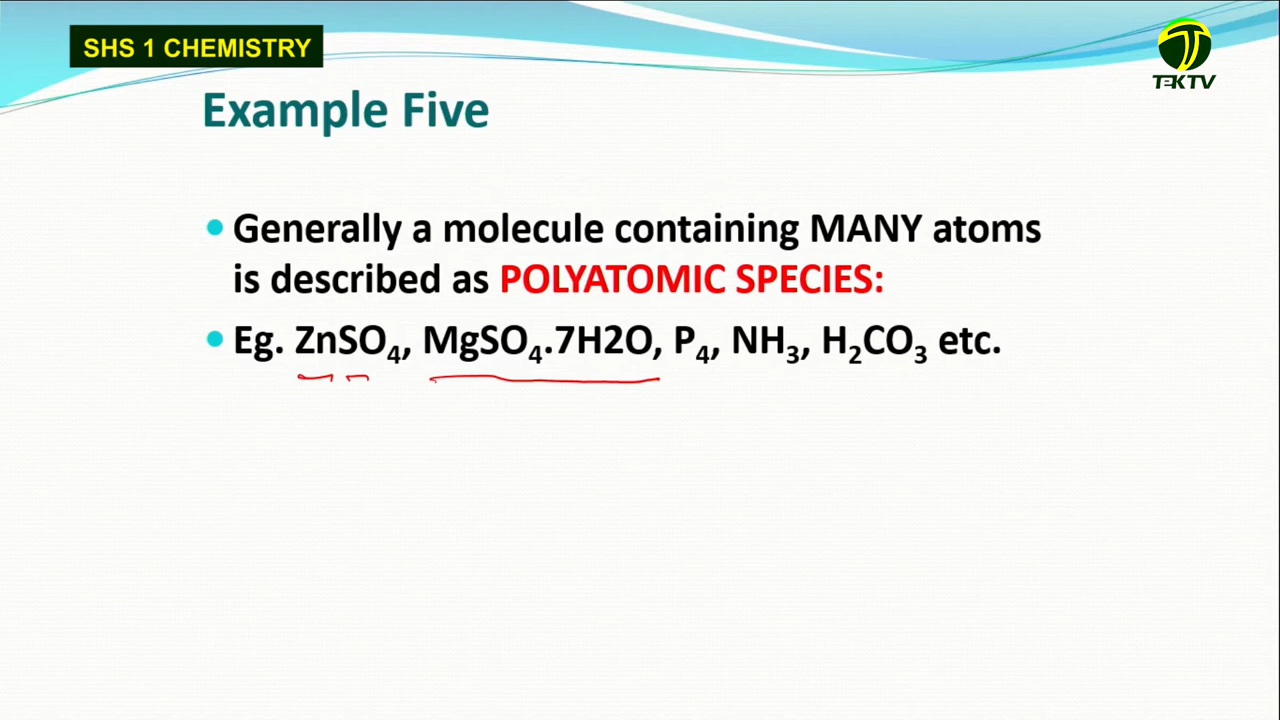 SHS 1 CHEMISTRY
TEKTV
Example Five
• Generally a molecule containing MANY atoms
is described as POLYATOMIC SPECIES:
• Eg. ZnSO₄, MgSO₄.7H2O, P₄, NH₃, H₂CO₃ etc.